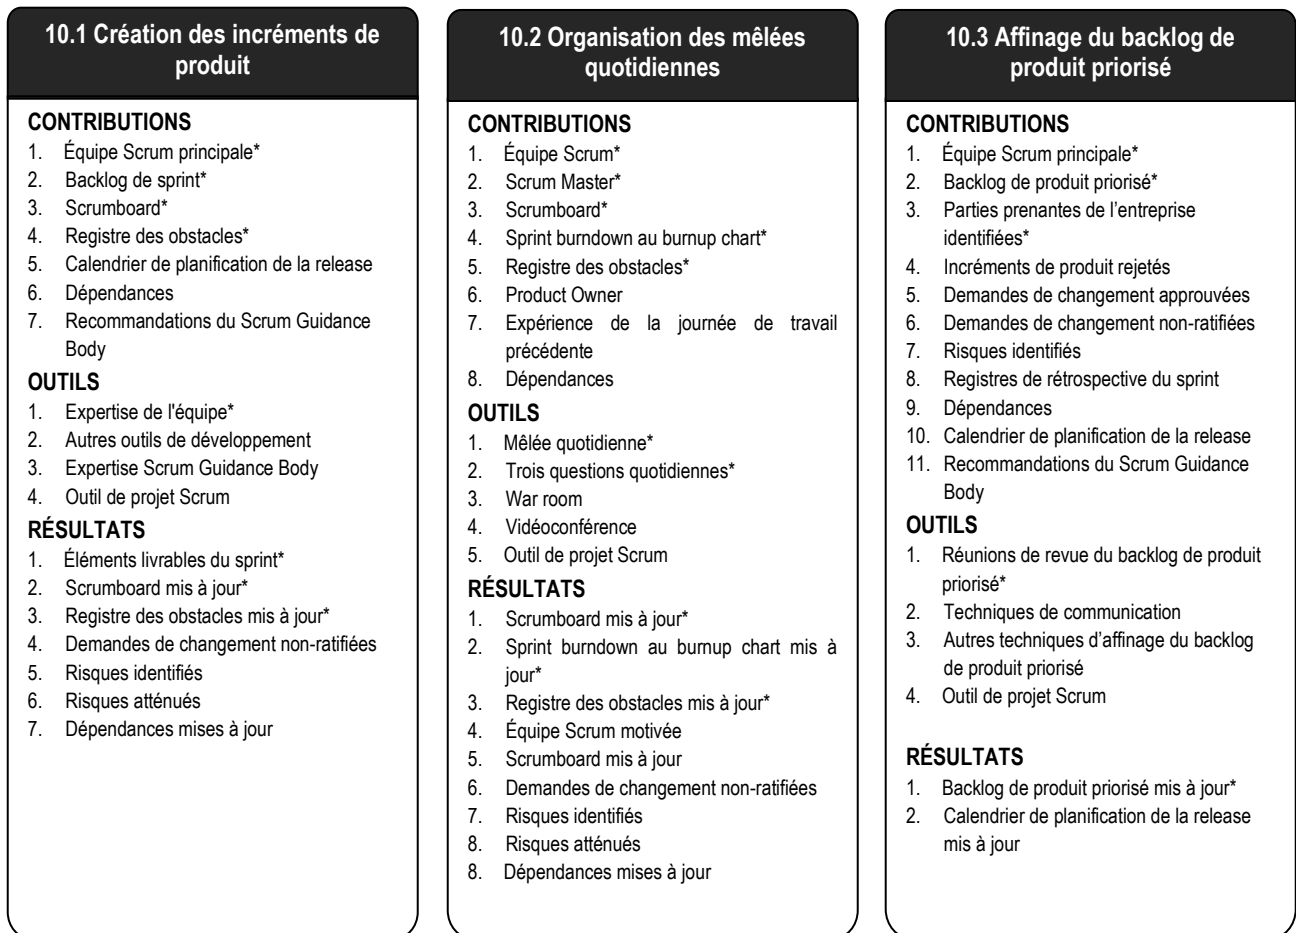 10.1 Création des incréments de
produit
CONTRIBUTIONS
1. Équipe Scrum principale*
2. Backlog de sprint*
3. Scrumboard*
4. Registre des obstacles*
5. Calendrier de planification de la release
6. Dépendances
7. Recommandations du Scrum Guidance
Body
OUTILS
1. Expertise de l'équipe*
2. Autres outils de développement
3. Expertise Scrum Guidance Body
4. Outil de projet Scrum
RÉSULTATS
1. Éléments livrables du sprint*
2. Scrumboard mis à jour*
3. Registre des obstacles mis à jour*
4. Demandes de changement non-ratifiées
5. Risques identifiés
6. Risques atténués
7. Dépendances mises à jour
10.2 Organisation des mêlées
quotidiennes
CONTRIBUTIONS
1. Équipe Scrum*
2. Scrum Master*
3. Scrumboard*
4. Sprint burndown au burnup chart*
5. Registre des obstacles*
6. Product Owner
7. Expérience de la journée de travail
précédente
8. Dépendances
OUTILS
1. Mêlée quotidienne*
2. Trois questions quotidiennes*
3. War room
4. Vidéoconférence
5. Outil de projet Scrum
RÉSULTATS
1. Scrumboard mis à jour*
2. Sprint burndown au burnup chart mis à
jour*
3. Registre des obstacles mis à jour*
4. Équipe Scrum motivée
5. Scrumboard mis à jour
6. Demandes de changement non-ratifiées
7. Risques identifiés
8. Risques atténués
8. Dépendances mises à jour
10.3 Affinage du backlog de
produit priorisé
CONTRIBUTIONS
1. Équipe Scrum principale*
2. Backlog de produit priorisé*
3. Parties prenantes de l’entreprise
identifiées*
4. Incréments de produit rejetés
5. Demandes de changement approuvées
6. Demandes de changement non-ratifiées
7. Risques identifiés
8. Registres de rétrospective du sprint
9. Dépendances
10. Calendrier de planification de la release
11. Recommandations du Scrum Guidance
Body
OUTILS
1. Réunions de revue du backlog de produit
priorisé*
2. Techniques de communication
3. Autres techniques d’affinage du backlog
de produit priorisé
4. Outil de projet Scrum
RÉSULTATS
1. Backlog de produit priorisé mis à jour*
2. Calendrier de planification de la release
mis à jour